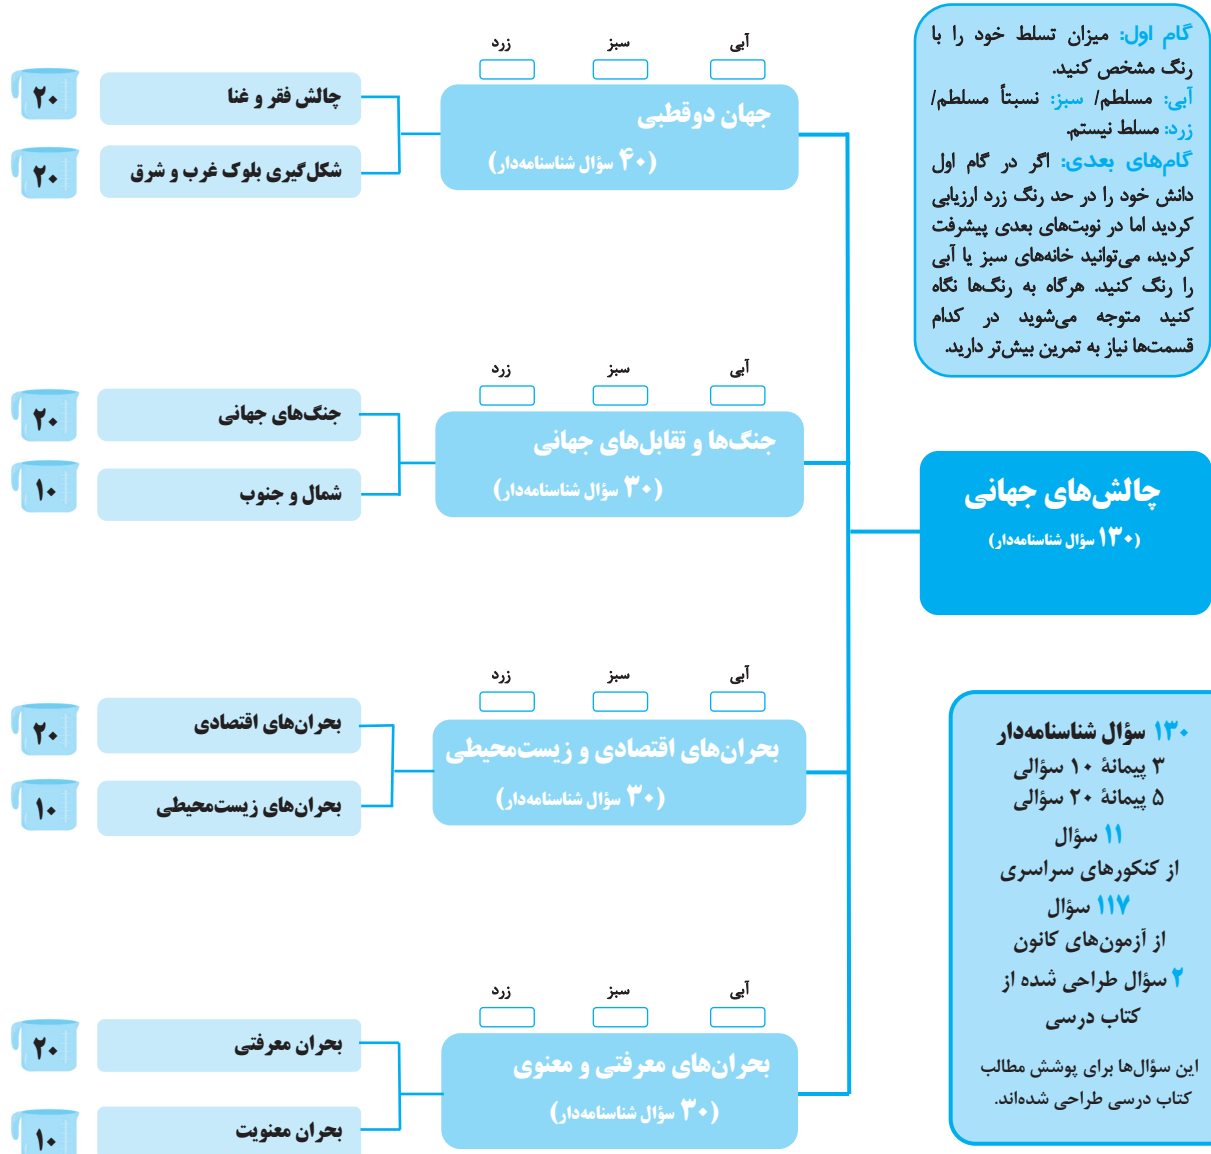 گام اول: میزان تسلط خود را با
رنگ مشخص کنید.
آبی: مسلطم/ سبز: نسبتاً مسلطم/
زرد: مسلط نیستم.
گام‌های بعدی: اگر در گام اول
دانش خود را در حد رنگ زرد ارزیابی
کردید اما در نوبت‌های بعدی پیشرفت
کردید، می‌توانید خانه‌های سبز یا آبی
را رنگ کنید. هرگاه به رنگ‌ها نگاه
کنید متوجه می‌شوید در کدام
قسمت‌ها نیاز به تمرین بیش‌تر دارید.
چالش‌های جهانی
(۱۳۰ سؤال شناسنامه‌دار)
۱۳۰ سؤال شناسنامه‌دار
۳ پیمانۀ ۱۰ سؤالی
۵ پیمانۀ ۲۰ سؤالی
۱۱ سؤال
از کنکورهای سراسری
۱۱۷ سؤال
از آزمون‌های کانون
۲ سؤال طراحی شده از
کتاب درسی
این سؤال‌ها برای پوشش مطالب
کتاب درسی طراحی شده‌اند.
آبی سبز زرد
جهان دوقطبی
(۴۰ سؤال شناسنامه‌دار)
چالش فقر و غنا ۲۰
شکل‌گیری بلوک غرب و شرق ۲۰
آبی سبز زرد
جنگ‌ها و تقابل‌های جهانی
(۳۰ سؤال شناسنامه‌دار)
جنگ‌های جهانی ۲۰
شمال و جنوب ۱۰
آبی سبز زرد
بحران‌های اقتصادی و زیست‌محیطی
(۳۰ سؤال شناسنامه‌دار)
بحران‌های اقتصادی ۲۰
بحران‌های زیست‌محیطی ۱۰
آبی سبز زرد
بحران‌های معرفتی و معنوی
(۳۰ سؤال شناسنامه‌دار)
بحران معرفتی ۲۰
بحران معنویت ۱۰